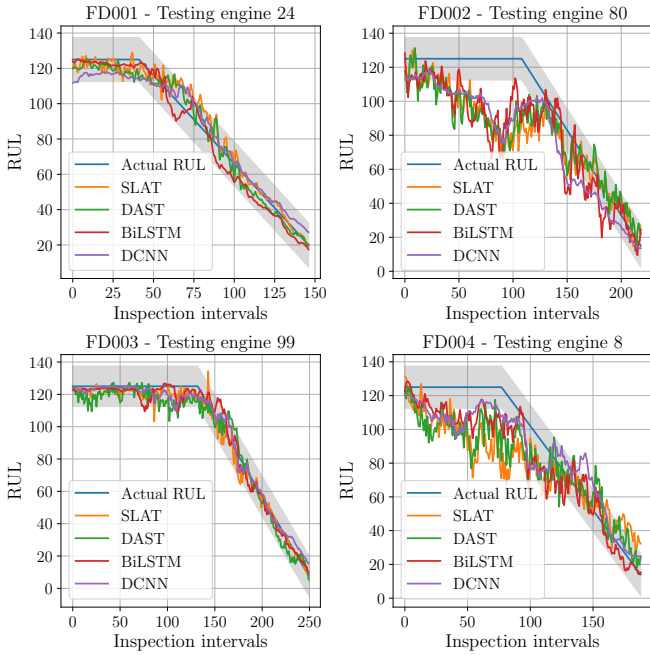 FD001 - Testing engine 24
140
120
100
80
60
40
20
RUL
Actual RUL
SLAT
DAST
BiLSTM
DCNN
0 25 50 75 100 125 150
Inspection intervals
FD002 - Testing engine 80
140
120
100
80
60
40
20
0
RUL
Actual RUL
SLAT
DAST
BiLSTM
DCNN
0 50 100 150 200
Inspection intervals
FD003 - Testing engine 99
140
120
100
80
60
40
20
0
RUL
Actual RUL
SLAT
DAST
BiLSTM
DCNN
0 50 100 150 200 250
Inspection intervals
FD004 - Testing engine 8
140
120
100
80
60
40
20
0
RUL
Actual RUL
SLAT
DAST
BiLSTM
DCNN
0 50 100 150
Inspection intervals